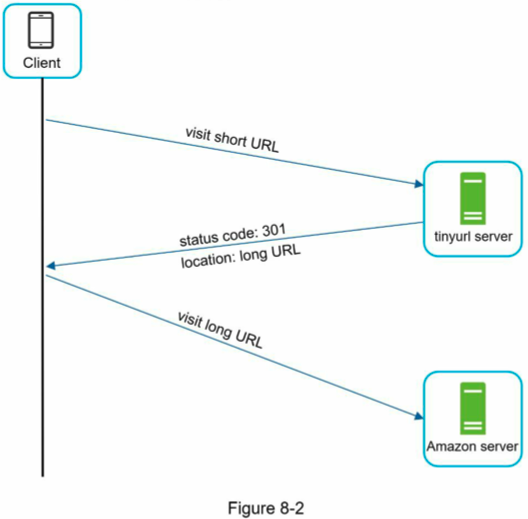 Client
visit short URL
tinyurl server
status code: 301
location: long URL
visit long URL
Amazon server
Figure 8-2